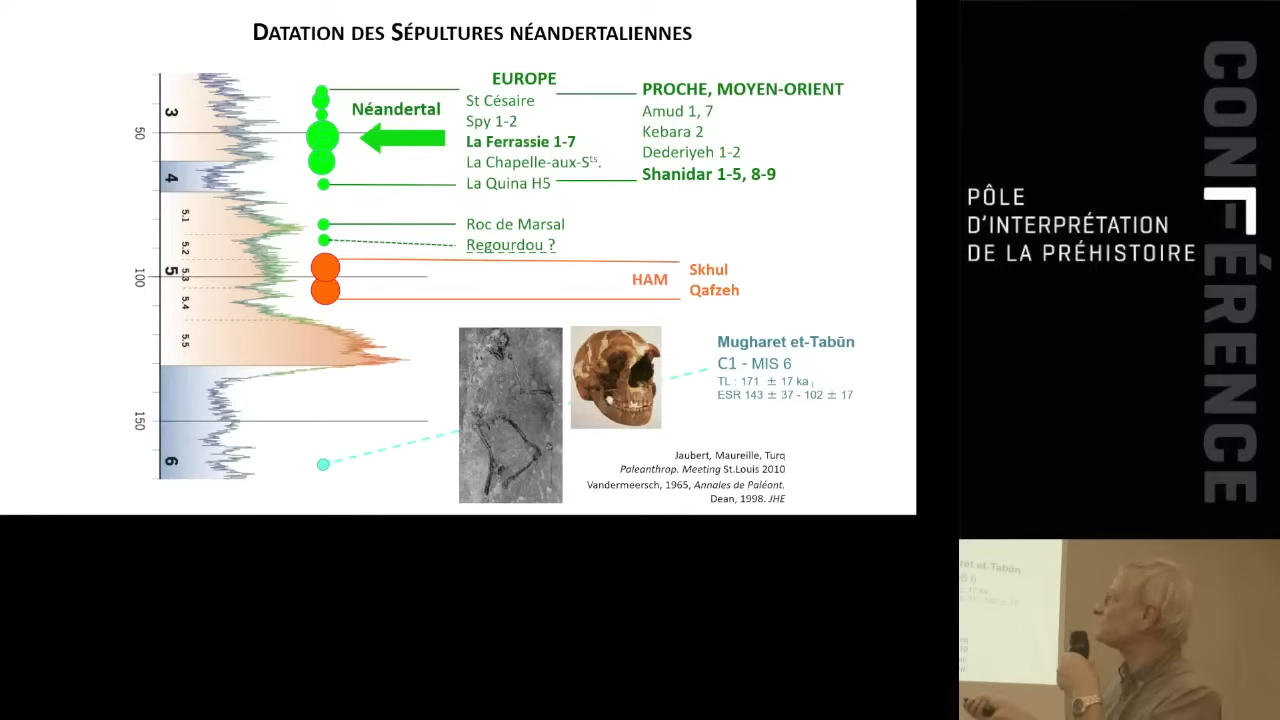 DATATION DES SÉPULTURES NÉANDERTALIENNES
3
4
5.1
5.2
5
5.3
5.4
5.5
6
50
100
150
Néandertal
EUROPE
St Césaire
Spy 1-2
La Ferrassie 1-7
La Chapelle-aux-Sts.
La Quina H5
Roc de Marsal
Regourdou ?
PROCHE, MOYEN-ORIENT
Amud 1, 7
Kebara 2
Dederiyeh 1-2
Shanidar 1-5, 8-9
HAM
Skhul
Qafzeh
Mugharet et-Tabūn
C1 - MIS 6
TL : 171 ± 17 ka
ESR 143 ± 37 - 102 ± 17
Jaubert, Maureille, Turq
Paleanthrop. Meeting St.Louis 2010
Vandermeersch, 1965, Annales de Paléont.
Dean, 1998. JHE
PÔLE
D'INTERPRÉTATION
DE LA PRÉHISTOIRE
CONFÉRENCE
et-Tabūn